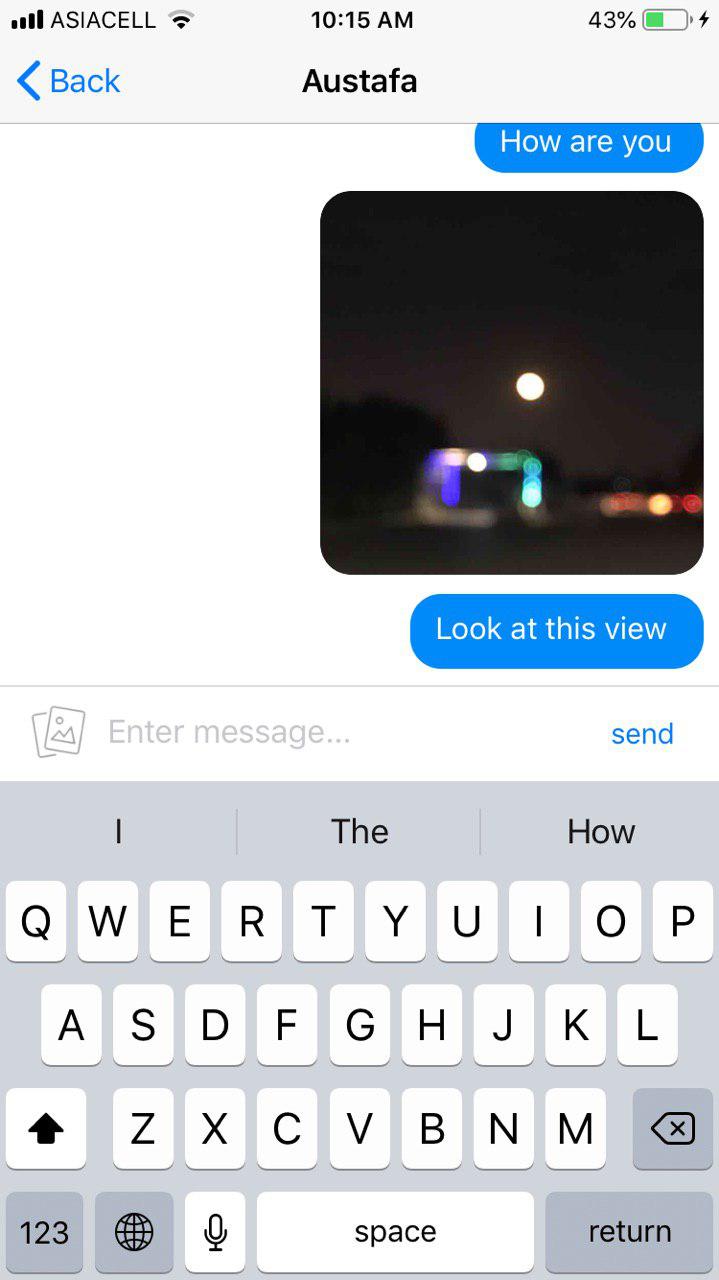 ASIACELL 10:15 AM 43%
Back Austafa
How are you
Look at this view
Enter message... send
I The How
Q W E R T Y U I O P
A S D F G H J K L
Z X C V B N M
123 space return